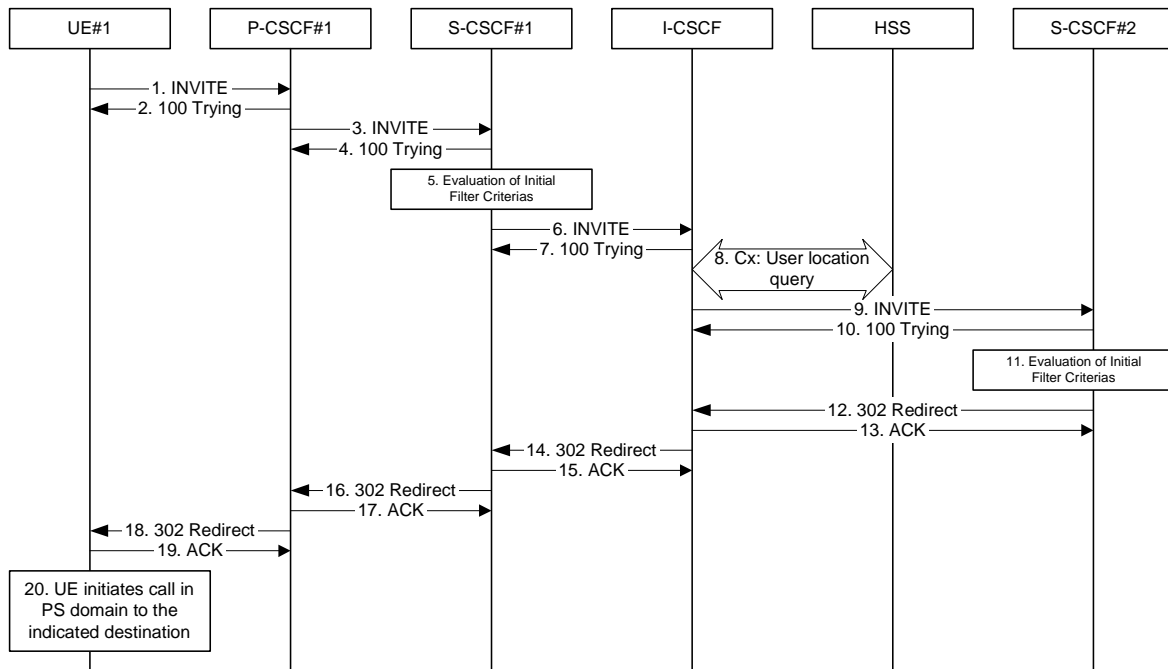 UE#1
P-CSCF#1
S-CSCF#1
I-CSCF
HSS
S-CSCF#2
1. INVITE
2. 100 Trying
3. INVITE
4. 100 Trying
5. Evaluation of Initial
Filter Criterias
6. INVITE
7. 100 Trying
8. Cx: User location
query
9. INVITE
10. 100 Trying
11. Evaluation of Initial
Filter Criterias
12. 302 Redirect
13. ACK
14. 302 Redirect
15. ACK
16. 302 Redirect
17. ACK
18. 302 Redirect
19. ACK
20. UE initiates call in
PS domain to the
indicated destination